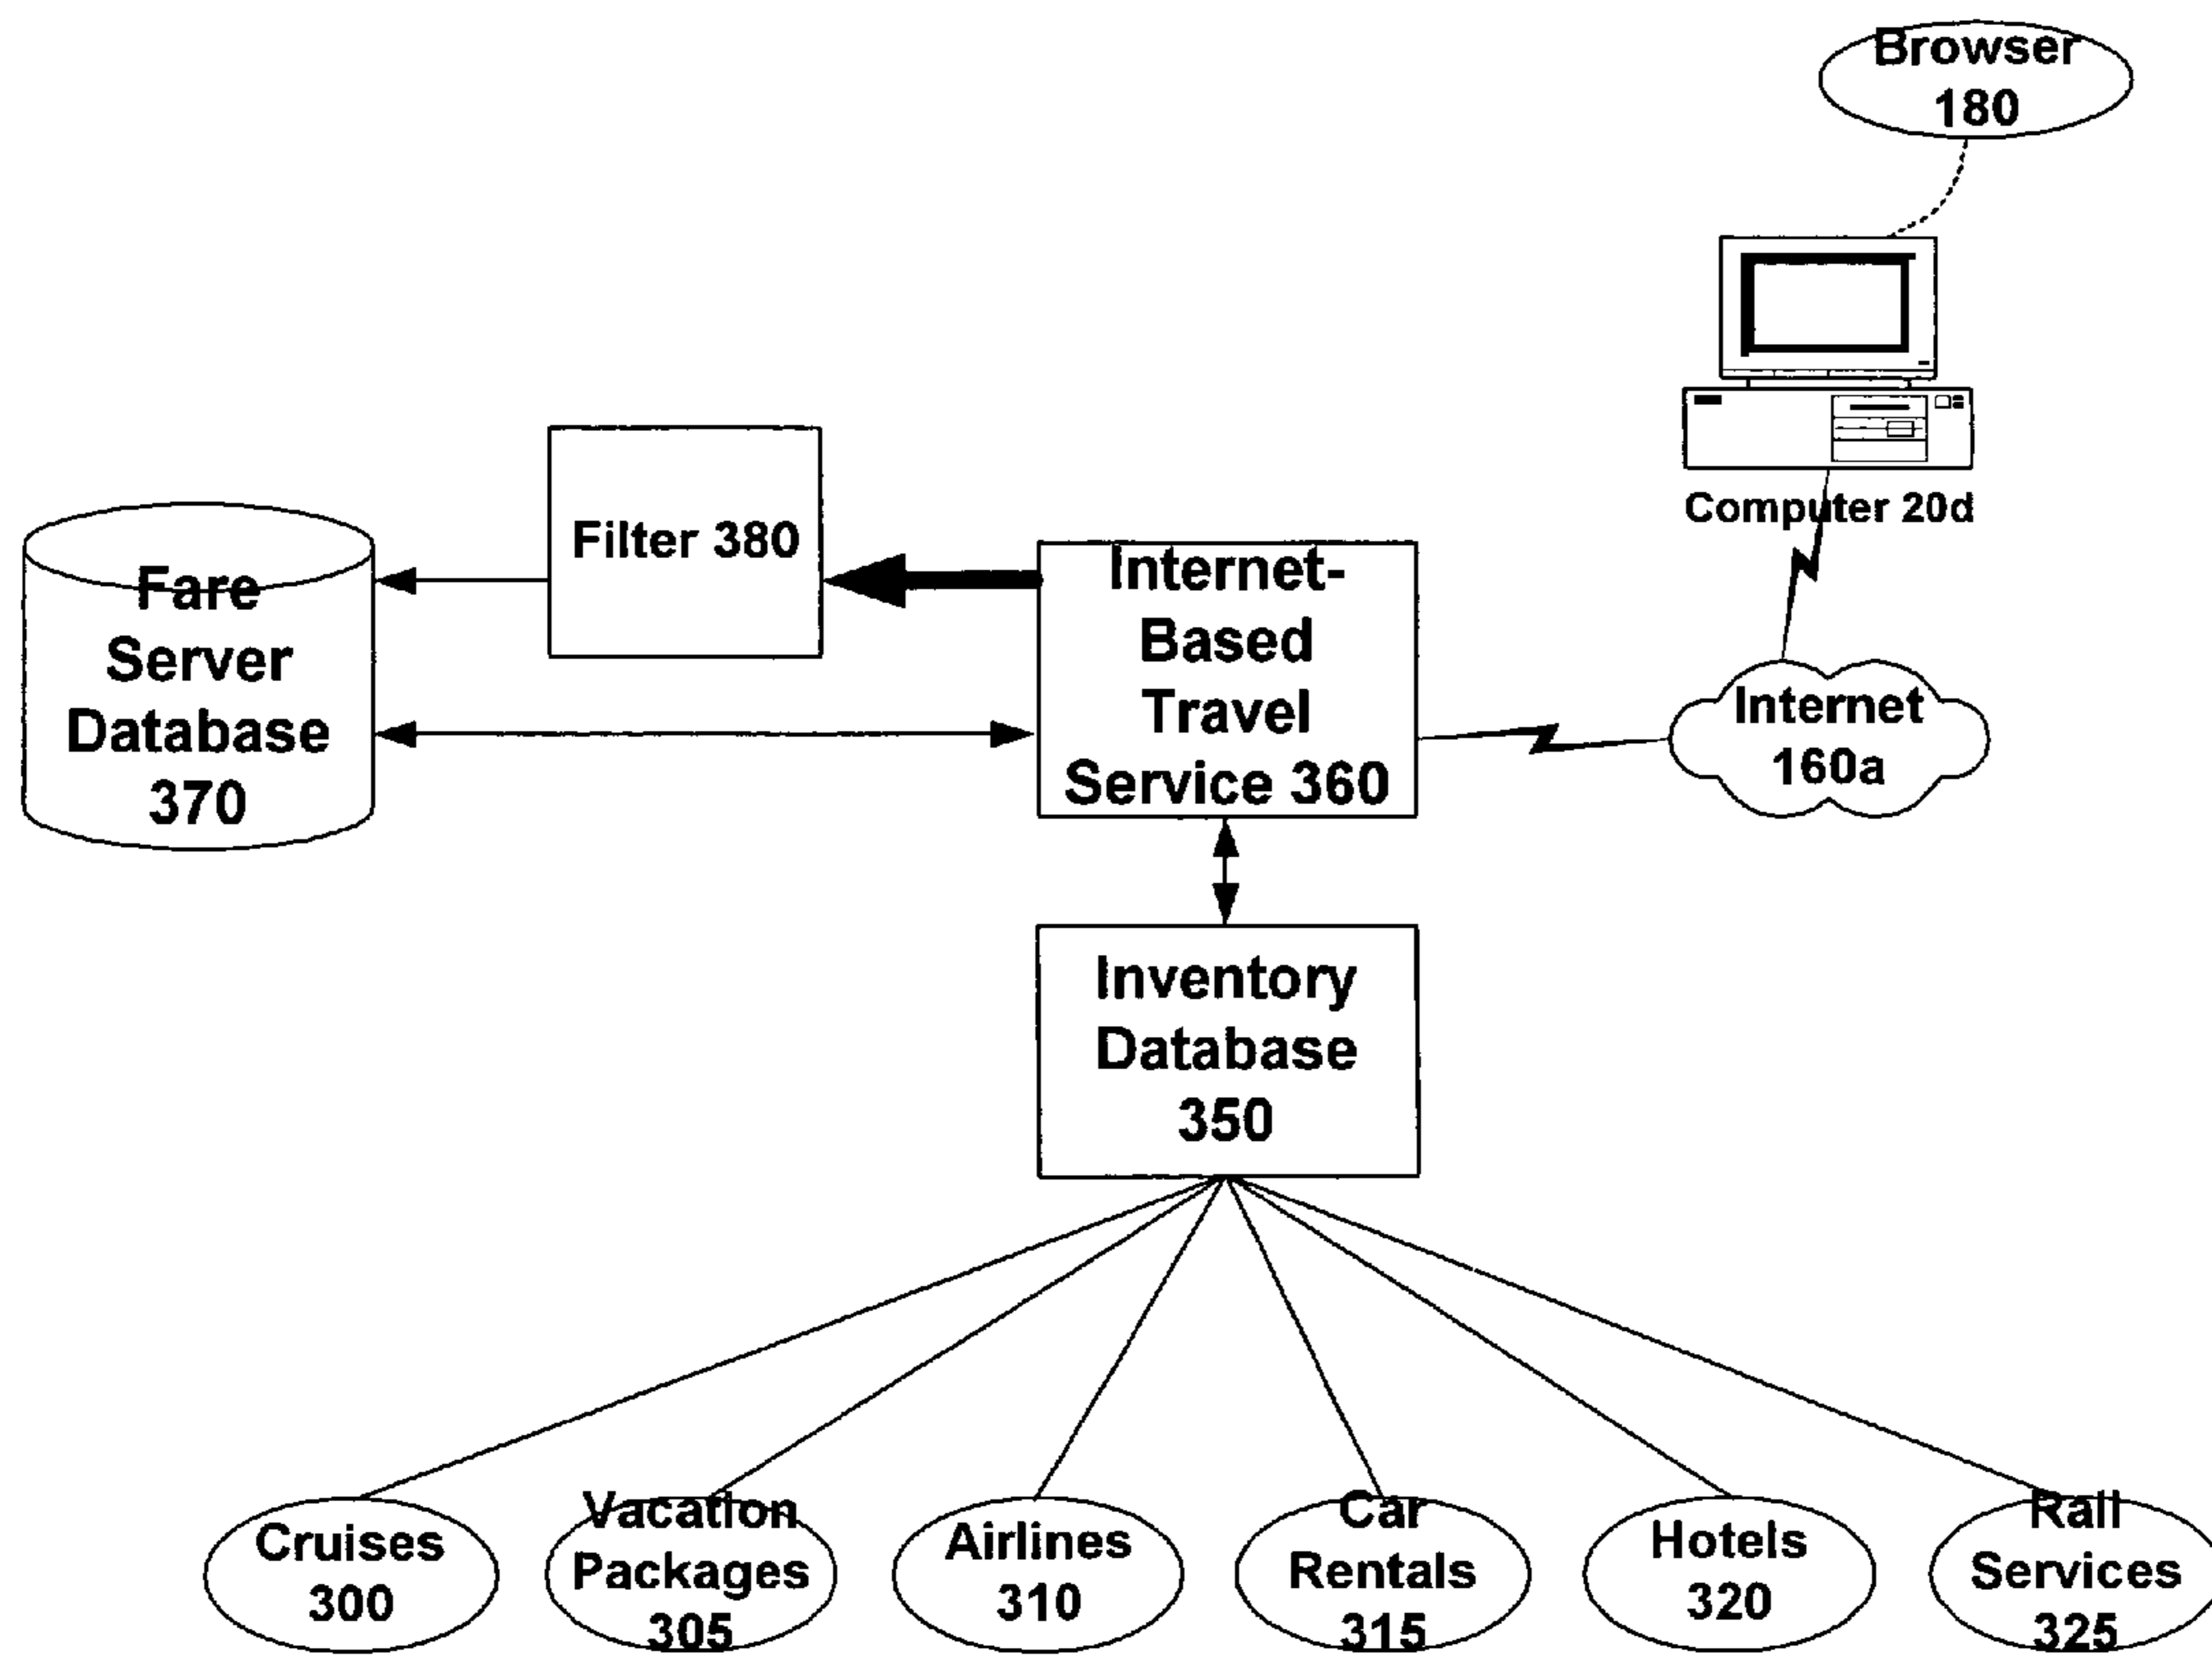 Browser
180
Computer 20d
Filter 380
Internet-
Based
Travel
Service 360
Fare
Server
Database
370
Internet
160a
Inventory
Database
350
Cruises
300
Vacation
Packages
305
Airlines
310
Car
Rentals
315
Hotels
320
Rail
Services
325